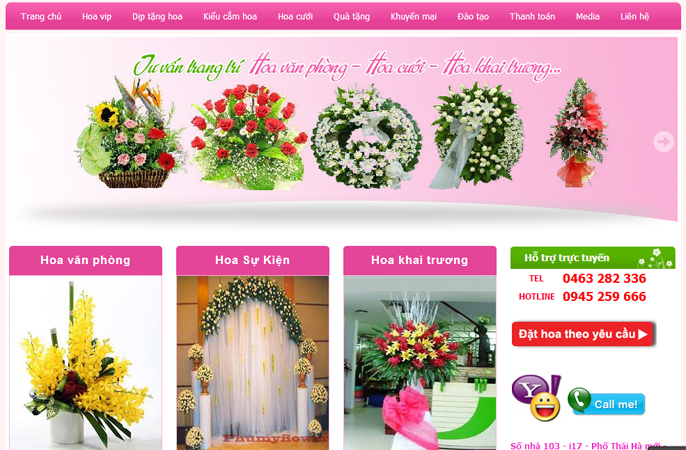 Trang chủ Hoa vip Dịp tặng hoa Kiểu cắm hoa Hoa cưới Quà tặng Khuyến mại Đào tạo Thanh toán Media Liên hệ
Tư vấn trang trí Hoa văn phòng - Hoa cưới - Hoa khai trương...
Hoa văn phòng
Hoa Sự Kiện
Hoa khai trương
Hỗ trợ trực tuyến
TEL 0463 282 336
HOTLINE 0945 259 666
Đặt hoa theo yêu cầu
Call me!
Số nhà 103 - i17 - Phố Thái Hà mới -